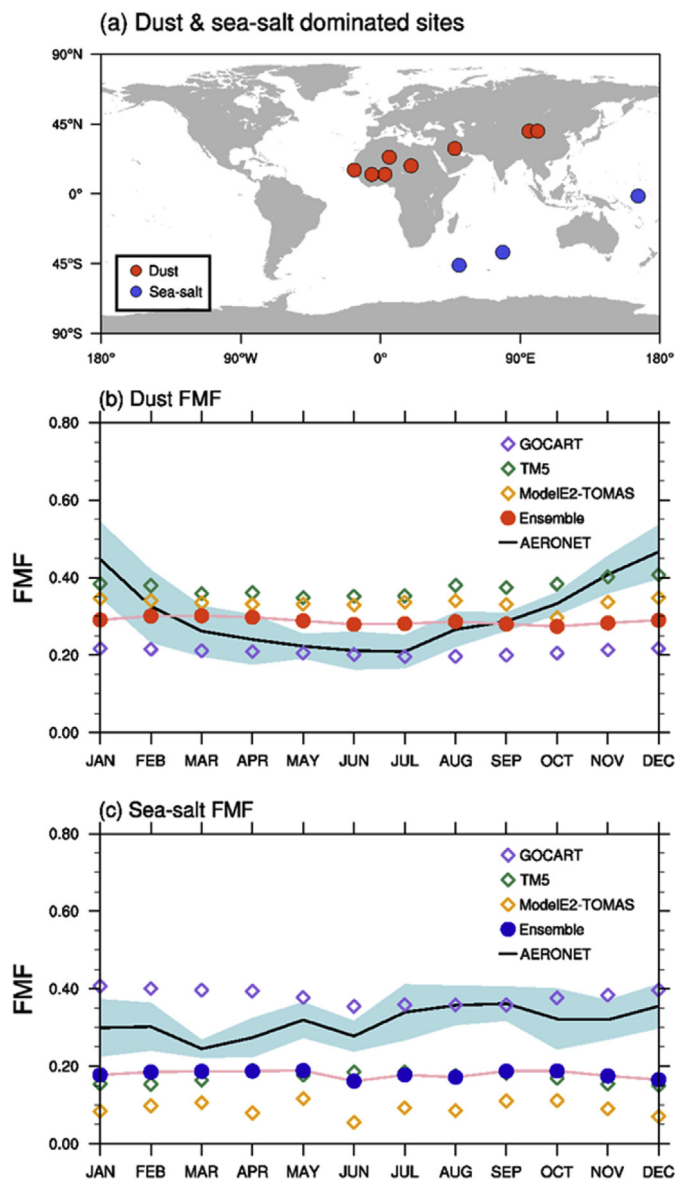 (a) Dust & sea-salt dominated sites
90°N
45°N
0°
45°S
90°S
Dust
Sea-salt
180° 90°W 0° 90°E 180°
(b) Dust FMF
0.80
0.60
0.40
0.20
0.00
FMF
GOCART
TM5
ModelE2-TOMAS
Ensemble
AERONET
JAN FEB MAR APR MAY JUN JUL AUG SEP OCT NOV DEC
(c) Sea-salt FMF
0.80
0.60
0.40
0.20
0.00
FMF
GOCART
TM5
ModelE2-TOMAS
Ensemble
AERONET
JAN FEB MAR APR MAY JUN JUL AUG SEP OCT NOV DEC